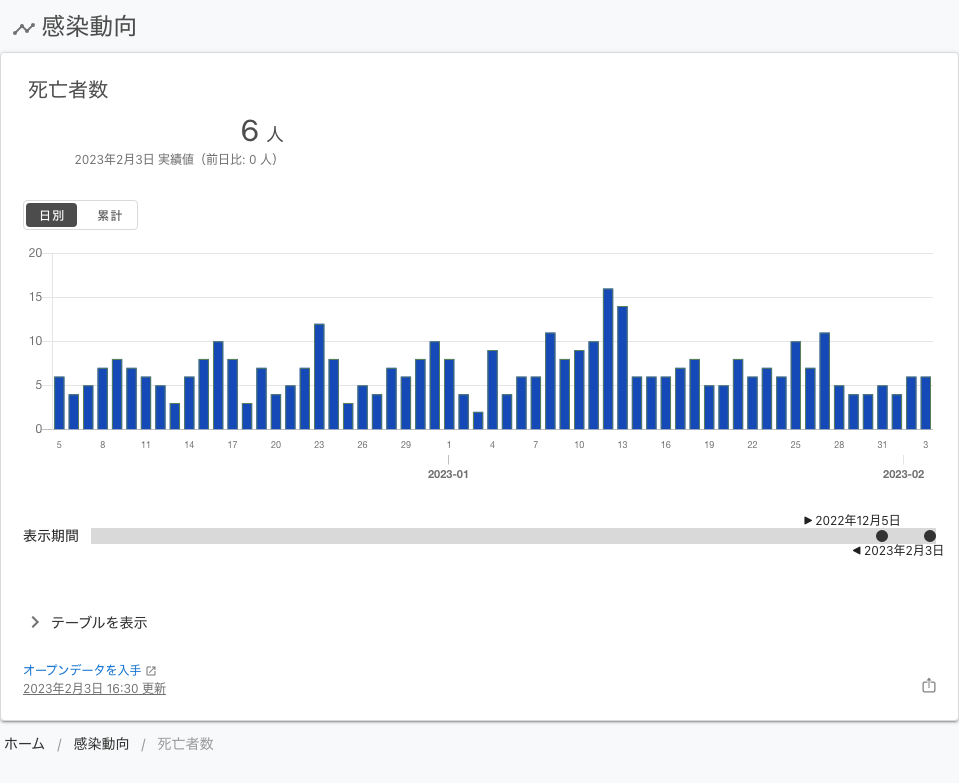 感染動向
死亡者数
6 人
2023年2月3日 実績値（前日比: 0 人）
日別 累計
20
15
10
5
0
5 8 11 14 17 20 23 26 29 1 4 7 10 13 16 19 22 25 28 31 3
2023-01 2023-02
2022年12月5日
表示期間
2023年2月3日
テーブルを表示
オープンデータを入手
2023年2月3日 16:30 更新
ホーム / 感染動向 / 死亡者数